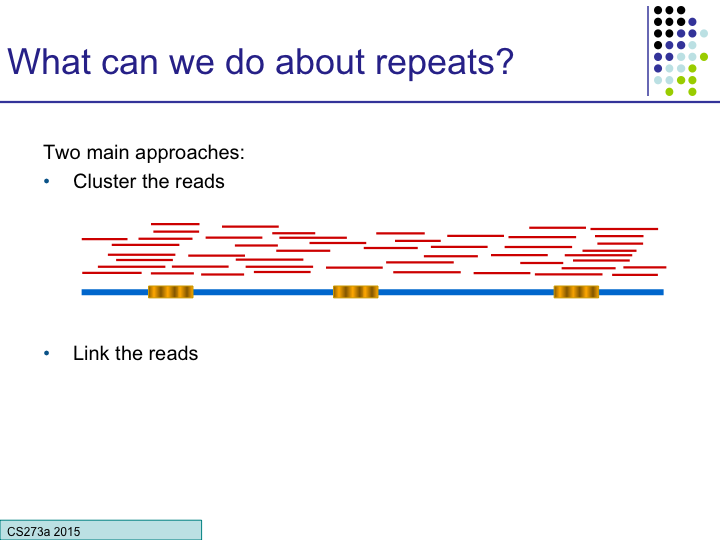 What can we do about repeats?
Two main approaches:
• Cluster the reads
• Link the reads
CS273a 2015